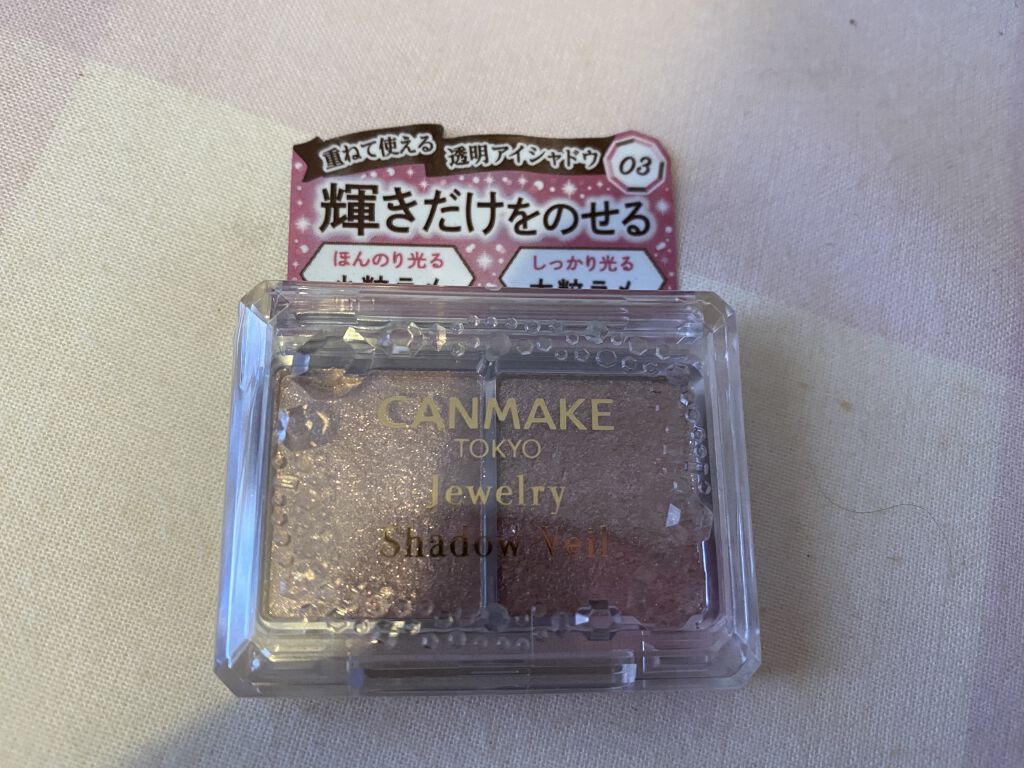 重ねて使える 透明アイシャドウ 03
輝きだけをのせる
ほんのり光る しっかり光る
CANMAKE
TOKYO
Jewelry
Shadow Veil